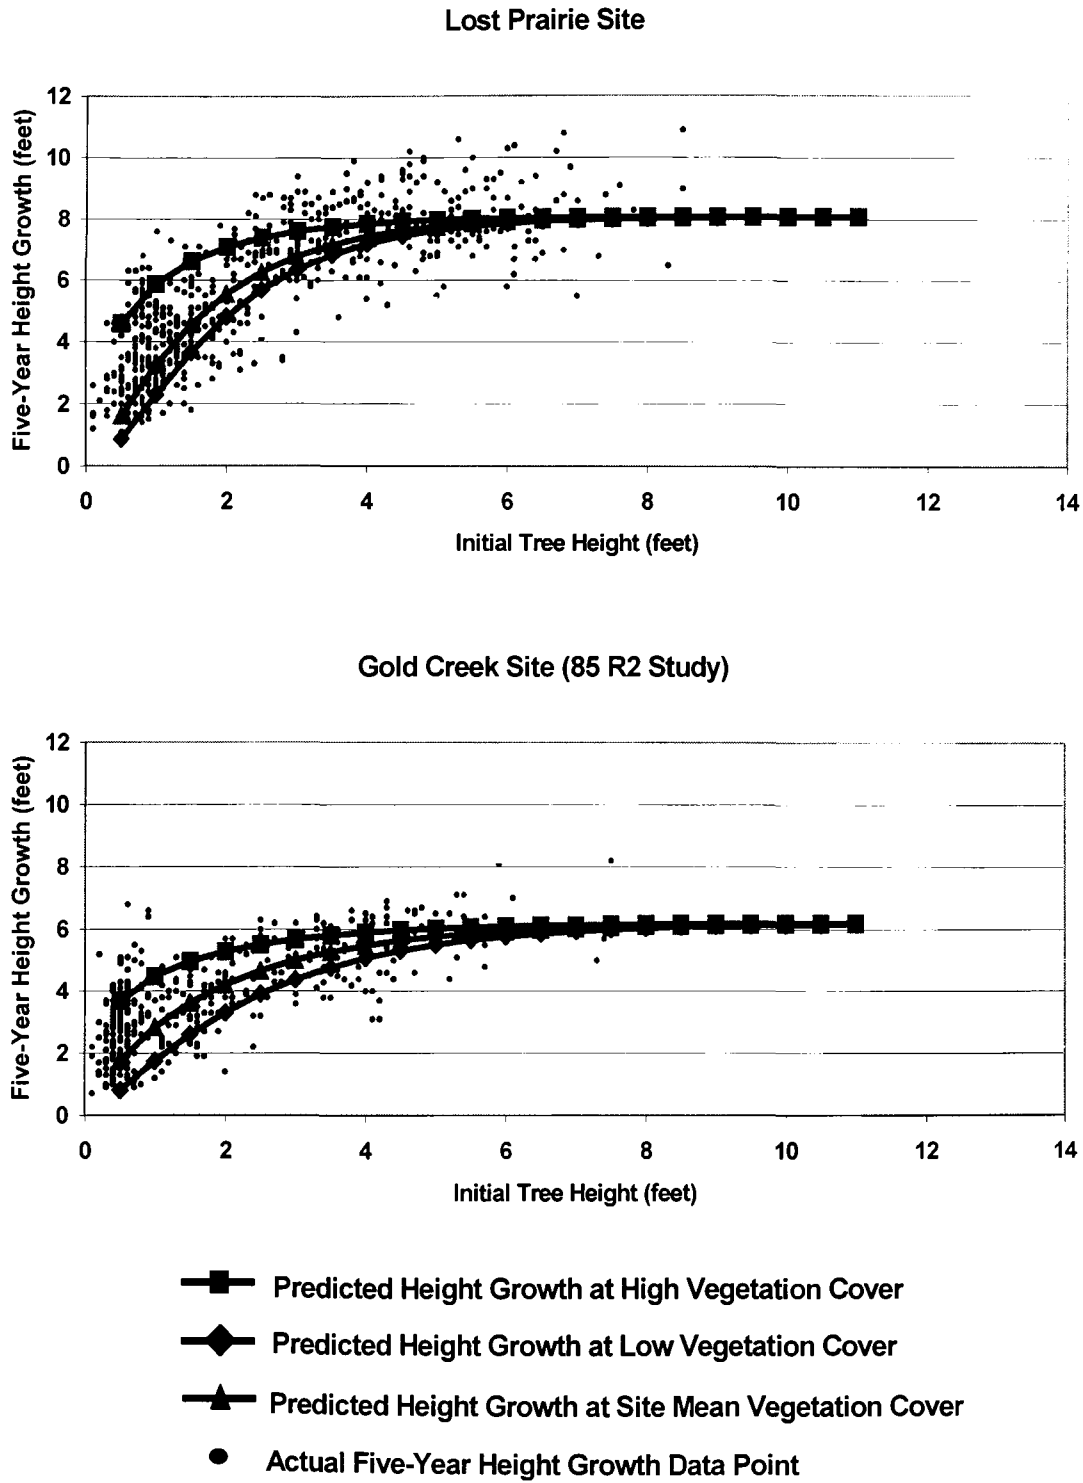 Lost Prairie Site
12
10
8
6
4
2
0
Five-Year Height Growth (feet)
0 2 4 6 8 10 12 14
Initial Tree Height (feet)
Gold Creek Site (85 R2 Study)
12
10
8
6
4
2
0
Five-Year Height Growth (feet)
0 2 4 6 8 10 12 14
Initial Tree Height (feet)
Predicted Height Growth at High Vegetation Cover
Predicted Height Growth at Low Vegetation Cover
Predicted Height Growth at Site Mean Vegetation Cover
Actual Five-Year Height Growth Data Point